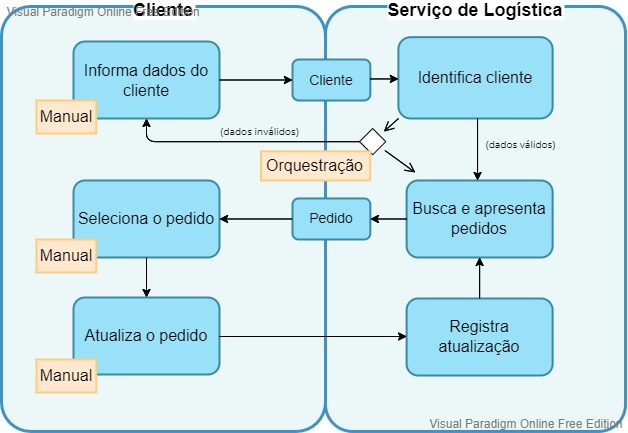 Visual Paradigm Online Free Edition
Cliente
Serviço de Logística
Informa dados do
cliente
Manual
Cliente
Identifica cliente
(dados inválidos)
(dados válidos)
Orquestração
Seleciona o pedido
Manual
Pedido
Busca e apresenta
pedidos
Atualiza o pedido
Manual
Registra
atualização
Visual Paradigm Online Free Edition